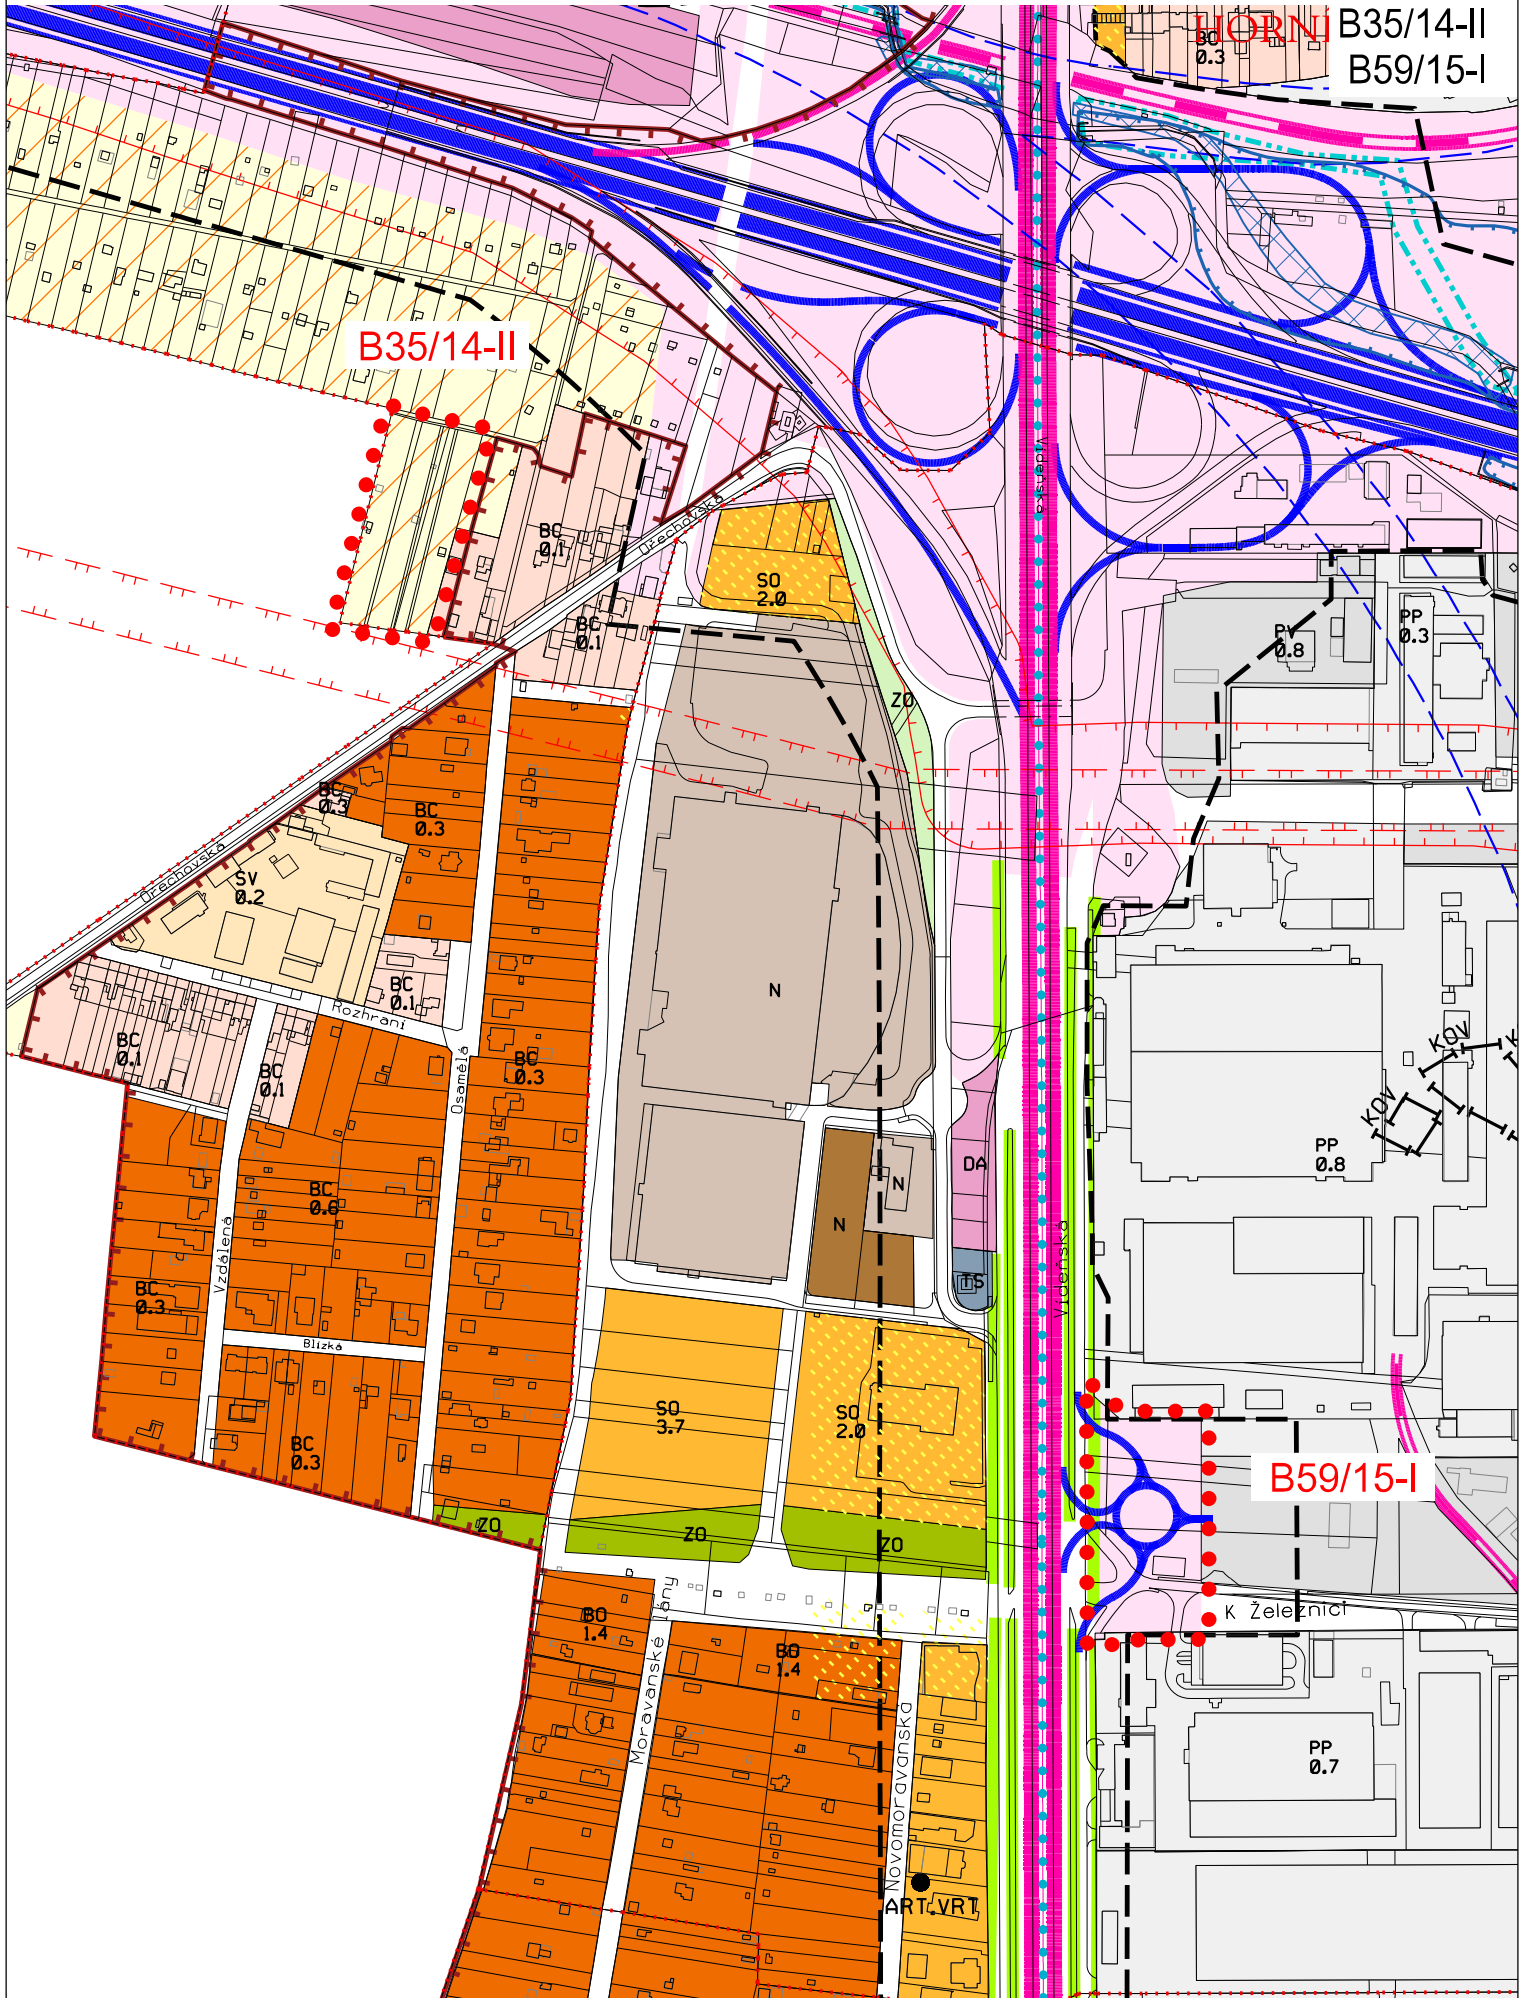 HORNÍ
B35/14-II
B59/15-I
BC
0.3
B35/14-II
Vídeňská
Ořechovská
BC
0.1
SO
2.0
BC
0.1
PV
0.8
PP
0.3
ZO
BC
0.3
BC
0.3
Ořechovská
SV
0.2
N
BC
0.1
Rozhraní
BC
0.1
BC
0.1
Osamělá
BC
0.3
KOV
KOV
DA
PP
0.8
N
N
BC
0.6
Vzdálená
BC
0.3
TS
Vídeňská
Blízká
SO
3.7
SO
2.0
BC
0.3
B59/15-I
ZO
ZO
ZO
K Železnici
BO
1.4
Moravanské lány
BO
1.4
Novomoravanská
PP
0.7
ART.VRT